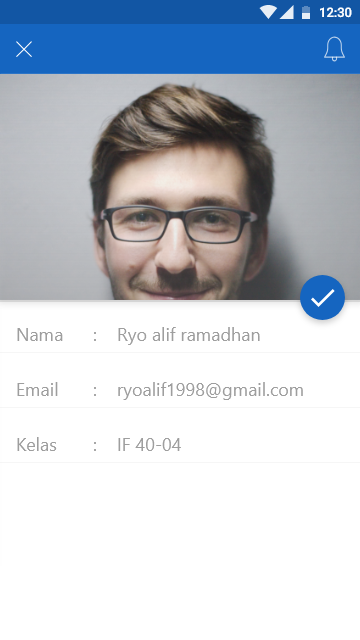 12:30
Nama : Ryo alif ramadhan
Email : ryoalif1998@gmail.com
Kelas : IF 40-04